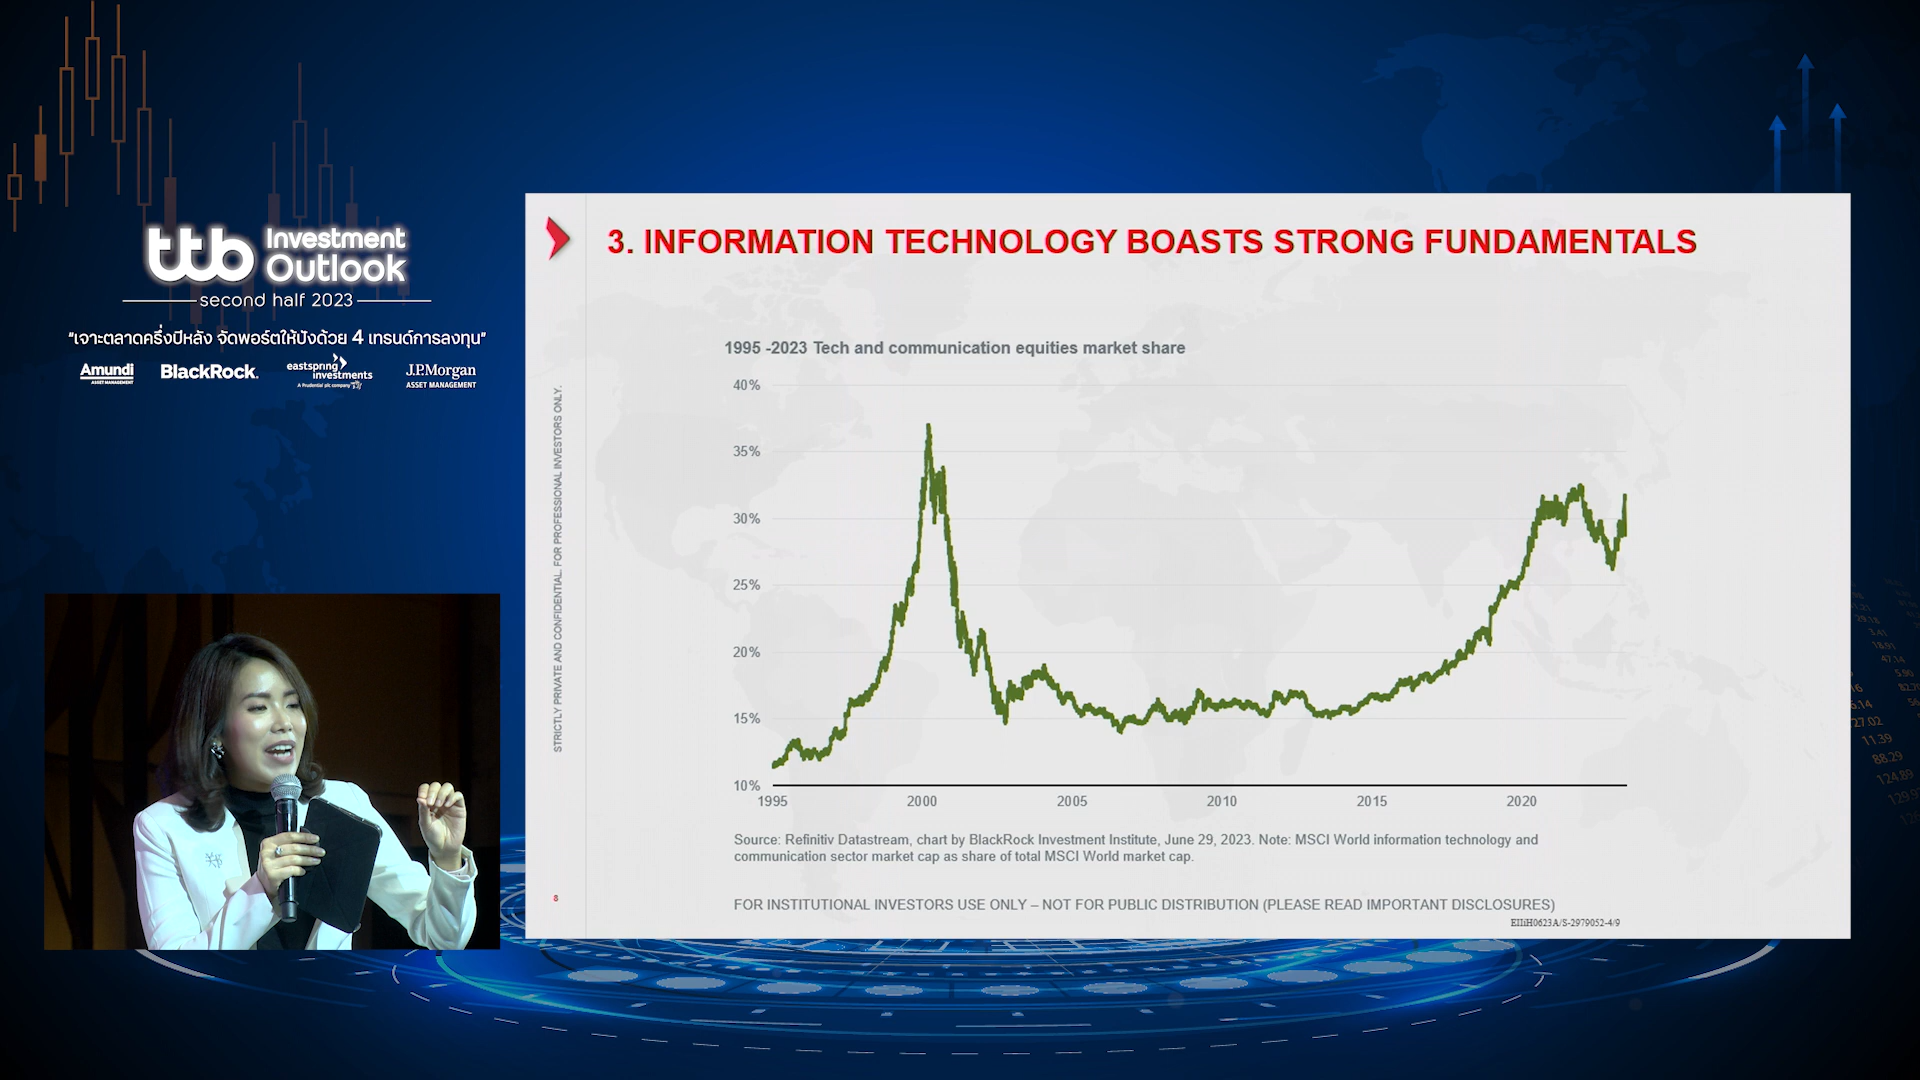 ttb Investment Outlook
second half 2023
"เจาะตลาดครึ่งปีหลัง จัดพอร์ตให้ปังด้วย 4 เทรนด์การลงทุน"
Amundi ASSET MANAGEMENT
BlackRock.
eastspring investments A Prudential plc company
J.P.Morgan ASSET MANAGEMENT
3. INFORMATION TECHNOLOGY BOASTS STRONG FUNDAMENTALS
STRICTLY PRIVATE AND CONFIDENTIAL. FOR PROFESSIONAL INVESTORS ONLY.
1995 -2023 Tech and communication equities market share
40%
35%
30%
25%
20%
15%
10%
1995 2000 2005 2010 2015 2020
Source: Refinitiv Datastream, chart by BlackRock Investment Institute, June 29, 2023. Note: MSCI World information technology and
communication sector market cap as share of total MSCI World market cap.
8
FOR INSTITUTIONAL INVESTORS USE ONLY – NOT FOR PUBLIC DISTRIBUTION (PLEASE READ IMPORTANT DISCLOSURES)
EIIiH0623A/S-2979052-4/9